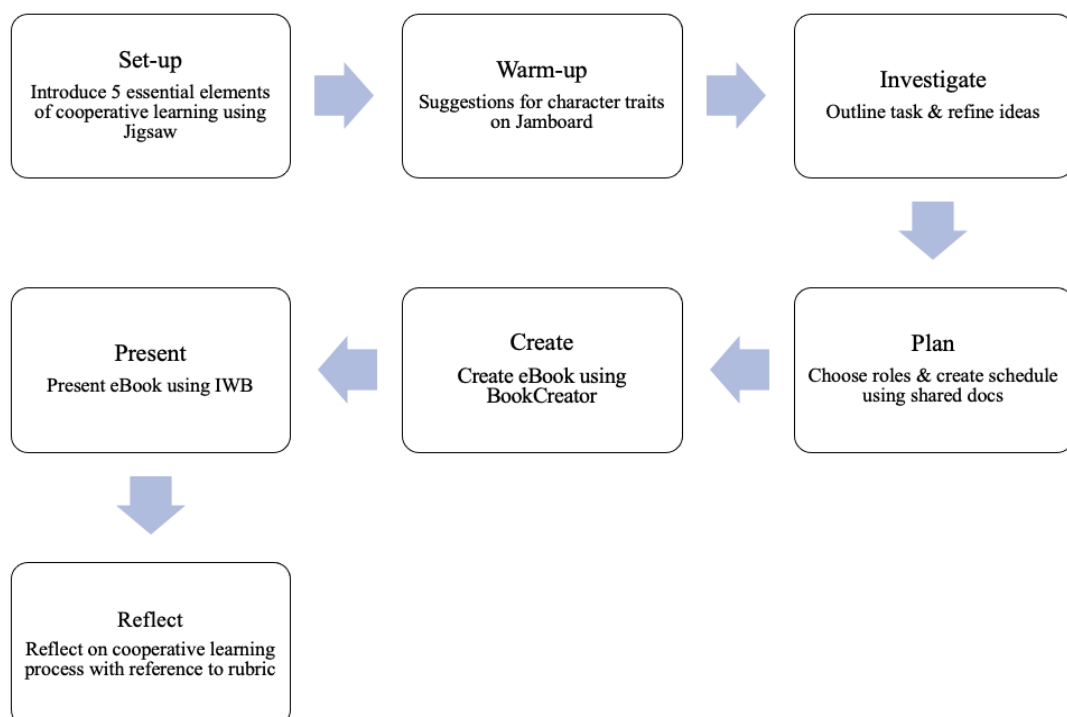 Set-up
Introduce 5 essential elements
of cooperative learning using
Jigsaw
Warm-up
Suggestions for character traits
on Jamboard
Investigate
Outline task & refine ideas
Plan
Choose roles & create schedule
using shared docs
Create
Create eBook using
BookCreator
Present
Present eBook using IWB
Reflect
Reflect on cooperative learning
process with reference to rubric